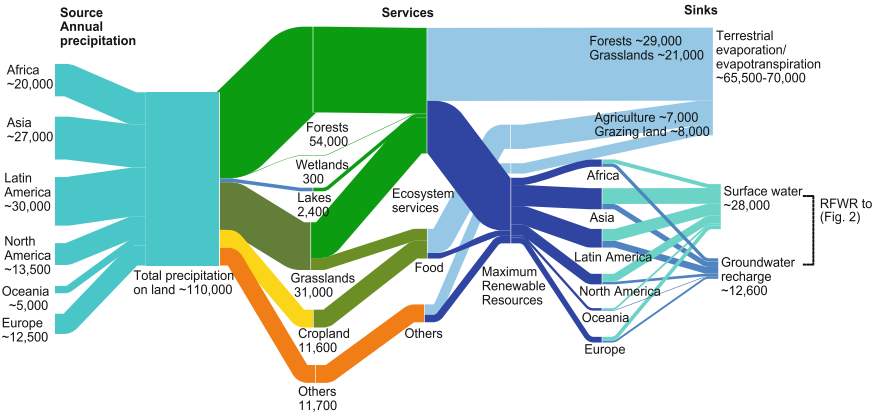 Source
Annual
precipitation
Services
Sinks
Africa
~20,000
Asia
~27,000
Latin
America
~30,000
North
America
~13,500
Oceania
~5,000
Europe
~12,500
Total precipitation
on land ~110,000
Forests
54,000
Wetlands
300
Lakes
2,400
Grasslands
31,000
Cropland
11,600
Others
11,700
Ecosystem
services
Food
Others
Maximum
Renewable
Resources
Forests ~29,000
Grasslands ~21,000
Agriculture ~7,000
Grazing land ~8,000
Africa
Asia
Latin America
North America
Oceania
Europe
Terrestrial
evaporation/
evapotranspiration
~65,500-70,000
Surface water
~28,000
Groundwater
recharge
~12,600
RFWR to
(Fig. 2)